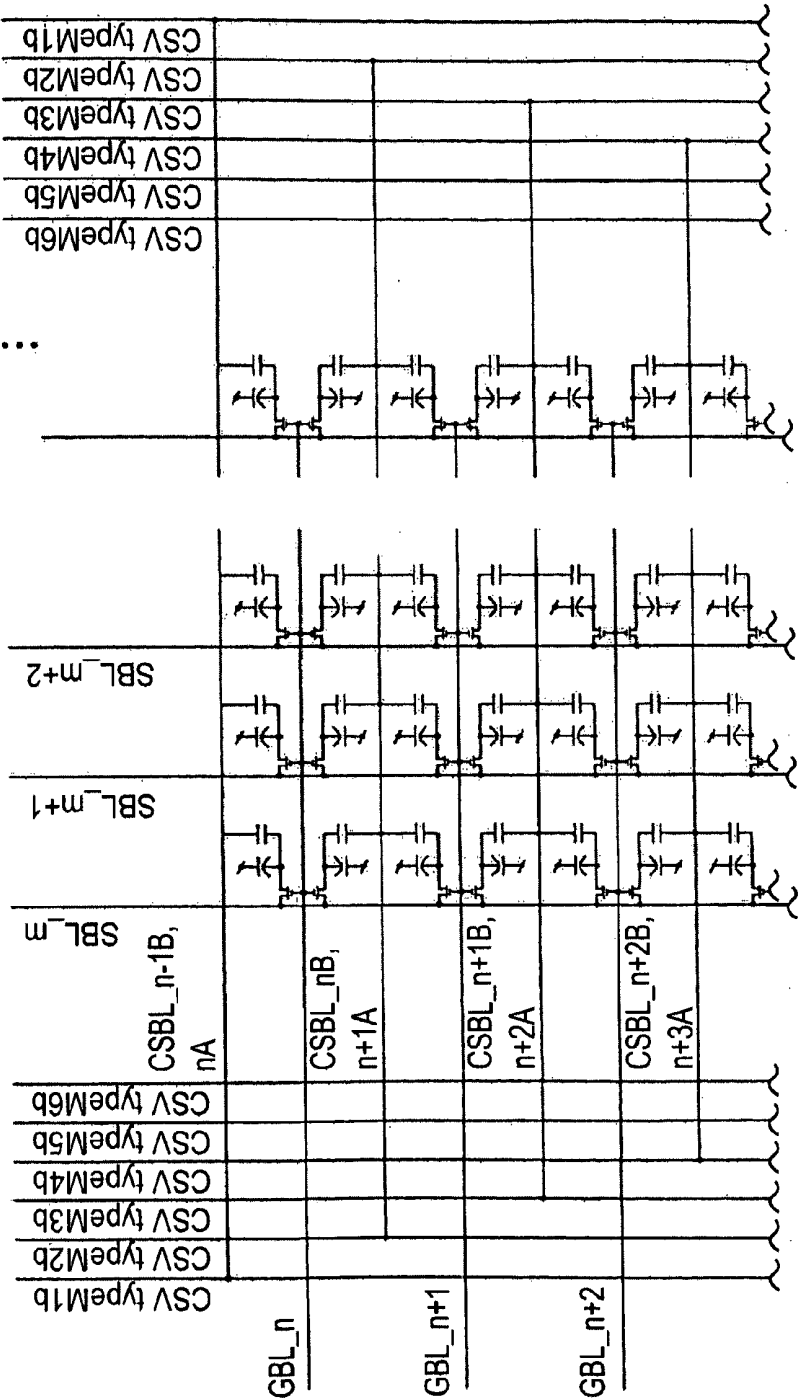 CSV typeM1b
CSV typeM2b
CSV typeM3b
CSV typeM4b
CSV typeM5b
CSV typeM6b
...
SBL_m+2
SBL_m+1
SBL_m
CSBL_n-1B,
nA
CSBL_nB,
n+1A
CSBL_n+1B,
n+2A
CSBL_n+2B,
n+3A
CSV typeM6b
CSV typeM5b
CSV typeM4b
CSV typeM3b
CSV typeM2b
CSV typeM1b
GBL_n
GBL_n+1
GBL_n+2